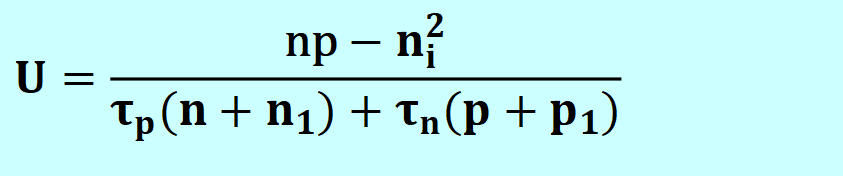 U = (np − nᵢ²) / (τₚ(n + n₁) + τₙ(p + p₁))